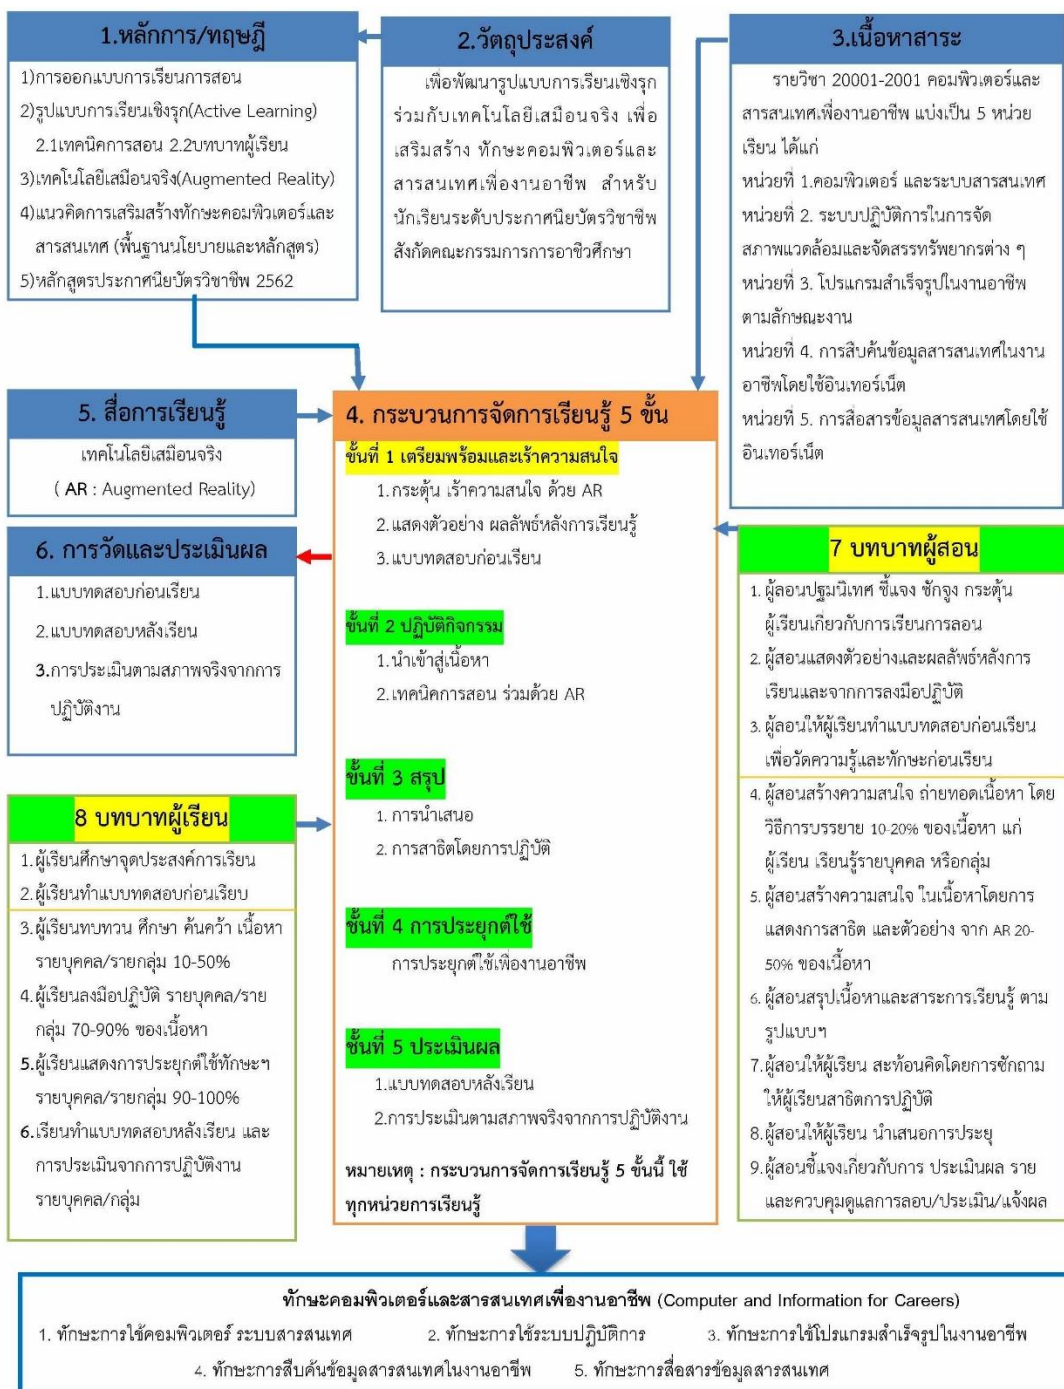 1.หลักการ/ทฤษฎี
1)การออกแบบการเรียนการสอน
2)รูปแบบการเรียนเชิงรุก(Active Learning)
2.1เทคนิคการสอน 2.2บทบาทผู้เรียน
3)เทคโนโลยีเสมือนจริง(Augmented Reality)
4)แนวคิดการเสริมสร้างทักษะคอมพิวเตอร์และ
สารสนเทศ (พื้นฐานนโยบายและหลักสูตร)
5)หลักสูตรประกาศนียบัตรวิชาชีพ 2562
2.วัตถุประสงค์
เพื่อพัฒนารูปแบบการเรียนเชิงรุก
ร่วมกับเทคโนโลยีเสมือนจริง เพื่อ
เสริมสร้าง ทักษะคอมพิวเตอร์และ
สารสนเทศเพื่องานอาชีพ สำหรับ
นักเรียนระดับประกาศนียบัตรวิชาชีพ
สังกัดคณะกรรมการการอาชีวศึกษา
3.เนื้อหาสาระ
รายวิชา 20001-2001 คอมพิวเตอร์และ
สารสนเทศเพื่องานอาชีพ แบ่งเป็น 5 หน่วย
เรียน ได้แก่
หน่วยที่ 1.คอมพิวเตอร์ และระบบสารสนเทศ
หน่วยที่ 2. ระบบปฏิบัติการในการจัด
สภาพแวดล้อมและจัดสรรทรัพยากรต่าง ๆ
หน่วยที่ 3. โปรแกรมสำเร็จรูปในงานอาชีพ
ตามลักษณะงาน
หน่วยที่ 4. การสืบค้นข้อมูลสารสนเทศในงาน
อาชีพโดยใช้อินเทอร์เน็ต
หน่วยที่ 5. การสื่อสารข้อมูลสารสนเทศโดยใช้
อินเทอร์เน็ต
5. สื่อการเรียนรู้
เทคโนโลยีเสมือนจริง
( AR : Augmented Reality)
6. การวัดและประเมินผล
1.แบบทดสอบก่อนเรียน
2.แบบทดสอบหลังเรียน
3.การประเมินตามสภาพจริงจากการ
ปฏิบัติงาน
8 บทบาทผู้เรียน
1.ผู้เรียนศึกษาจุดประสงค์การเรียน
2.ผู้เรียนทำแบบทดสอบก่อนเรียบ
3.ผู้เรียนทบทวน ศึกษา ค้นคว้า เนื้อหา
รายบุคคล/รายกลุ่ม 10-50%
4.ผู้เรียนลงมือปฏิบัติ รายบุคคล/ราย
กลุ่ม 70-90% ของเนื้อหา
5.ผู้เรียนแสดงการประยุกต์ใช้ทักษะฯ
รายบุคคล/รายกลุ่ม 90-100%
6.เรียนทำแบบทดสอบหลังเรียน และ
การประเมินจากการปฏิบัติงาน
รายบุคคล/กลุ่ม
4. กระบวนการจัดการเรียนรู้ 5 ขั้น
ขั้นที่ 1 เตรียมพร้อมและเร้าความสนใจ
1.กระตุ้น เร้าความสนใจ ด้วย AR
2.แสดงตัวอย่าง ผลลัพธ์หลังการเรียนรู้
3.แบบทดสอบก่อนเรียน
ขั้นที่ 2 ปฏิบัติกิจกรรม
1.นำเข้าสู่เนื้อหา
2.เทคนิคการสอน ร่วมด้วย AR
ขั้นที่ 3 สรุป
1. การนำเสนอ
2. การสาธิตโดยการปฏิบัติ
ขั้นที่ 4 การประยุกต์ใช้
การประยุกต์ใช้เพื่องานอาชีพ
ขั้นที่ 5 ประเมินผล
1.แบบทดสอบหลังเรียน
2.การประเมินตามสภาพจริงจากการปฏิบัติงาน
หมายเหตุ : กระบวนการจัดการเรียนรู้ 5 ขั้นนี้ ใช้
ทุกหน่วยการเรียนรู้
7 บทบาทผู้สอน
1. ผู้ลอนปฐมนิเทศ ชี้แจง ชักจูง กระตุ้น
ผู้เรียนเกี่ยวกับการเรียนการลอน
2. ผู้สอนแสดงตัวอย่างและผลลัพธ์หลังการ
เรียนและจากการลงมือปฏิบัติ
3. ผู้ลอนให้ผู้เรียนทำแบบทดสอบก่อนเรียน
เพื่อวัดความรู้และทักษะก่อนเรียน
4. ผู้สอนสร้างความสนใจ ถ่ายทอดเนื้อหา โดย
วิธีการบรรยาย 10-20% ของเนื้อหา แก่
ผู้เรียน เรียนรู้รายบุคคล หรือกลุ่ม
5. ผู้สอนสร้างความสนใจ ในเนื้อหาโดยการ
แสดงการสาธิต และตัวอย่าง จาก AR 20-
50% ของเนื้อหา
6. ผู้สอนสรุปเนื้อหาและสาระการเรียนรู้ ตาม
รูปแบบฯ
7. ผู้สอนให้ผู้เรียน สะท้อนคิดโดยการซักถาม
ให้ผู้เรียนสาธิตการปฏิบัติ
8. ผู้สอนให้ผู้เรียน นำเสนอการประยุ
9. ผู้สอนชี้แจงเกี่ยวกับการ ประเมินผล ราย
และควบคุมดูแลการลอบ/ประเมิน/แจ้งผล
ทักษะคอมพิวเตอร์และสารสนเทศเพื่องานอาชีพ (Computer and Information for Careers)
1. ทักษะการใช้คอมพิวเตอร์ ระบบสารสนเทศ 2. ทักษะการใช้ระบบปฏิบัติการ 3. ทักษะการใช้โปรแกรมสำเร็จรูปในงานอาชีพ
4. ทักษะการสืบค้นข้อมูลสารสนเทศในงานอาชีพ 5. ทักษะการสื่อสารข้อมูลสารสนเทศ